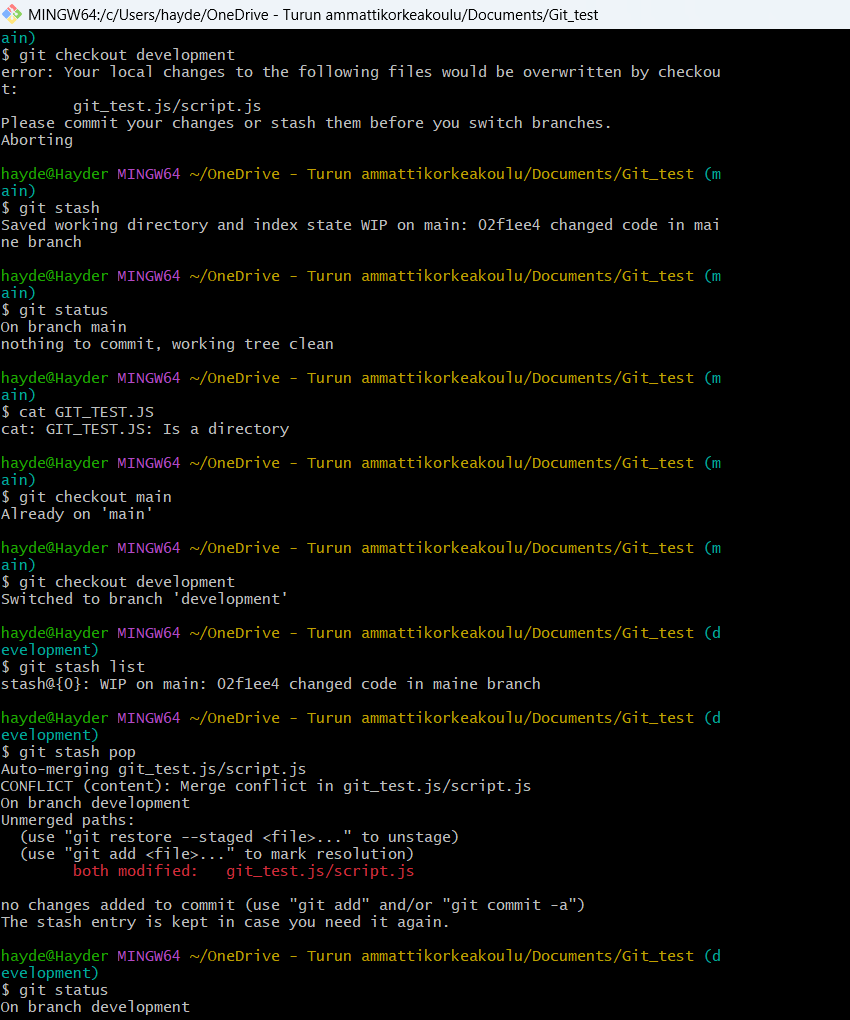 MINGW64:/c/Users/hayde/OneDrive - Turun ammattikorkeakoulu/Documents/Git_test
ain)
$ git checkout development
error: Your local changes to the following files would be overwritten by checkou
t:
        git_test.js/script.js
Please commit your changes or stash them before you switch branches.
Aborting
hayde@Hayder MINGW64 ~/OneDrive - Turun ammattikorkeakoulu/Documents/Git_test (m
ain)
$ git stash
Saved working directory and index state WIP on main: 02f1ee4 changed code in mai
ne branch
hayde@Hayder MINGW64 ~/OneDrive - Turun ammattikorkeakoulu/Documents/Git_test (m
ain)
$ git status
On branch main
nothing to commit, working tree clean
hayde@Hayder MINGW64 ~/OneDrive - Turun ammattikorkeakoulu/Documents/Git_test (m
ain)
$ cat GIT_TEST.JS
cat: GIT_TEST.JS: Is a directory
hayde@Hayder MINGW64 ~/OneDrive - Turun ammattikorkeakoulu/Documents/Git_test (m
ain)
$ git checkout main
Already on 'main'
hayde@Hayder MINGW64 ~/OneDrive - Turun ammattikorkeakoulu/Documents/Git_test (m
ain)
$ git checkout development
Switched to branch 'development'
hayde@Hayder MINGW64 ~/OneDrive - Turun ammattikorkeakoulu/Documents/Git_test (d
evelopment)
$ git stash list
stash@{0}: WIP on main: 02f1ee4 changed code in maine branch
hayde@Hayder MINGW64 ~/OneDrive - Turun ammattikorkeakoulu/Documents/Git_test (d
evelopment)
$ git stash pop
Auto-merging git_test.js/script.js
CONFLICT (content): Merge conflict in git_test.js/script.js
On branch development
Unmerged paths:
  (use "git restore --staged <file>..." to unstage)
  (use "git add <file>..." to mark resolution)
        both modified:   git_test.js/script.js
no changes added to commit (use "git add" and/or "git commit -a")
The stash entry is kept in case you need it again.
hayde@Hayder MINGW64 ~/OneDrive - Turun ammattikorkeakoulu/Documents/Git_test (d
evelopment)
$ git status
On branch development